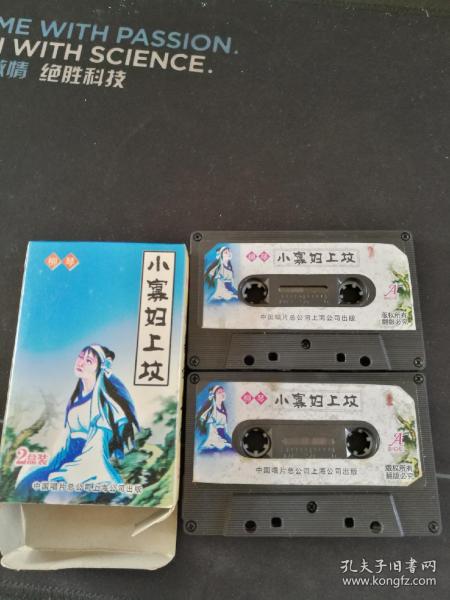 ME WITH PASSION.
WITH SCIENCE.
激情 绝胜科技
柳琴
小寡妇上坟
2盒装
中国唱片总公司上海公司出版
柳琴
小寡妇上坟
A
中国唱片总公司上海公司出版
版权所有
翻版必究
柳琴
小寡妇上坟
A
SIDE
中国唱片总公司上海公司出版
版权所有
翻版必究
孔夫子旧书网
www.kongfz.com